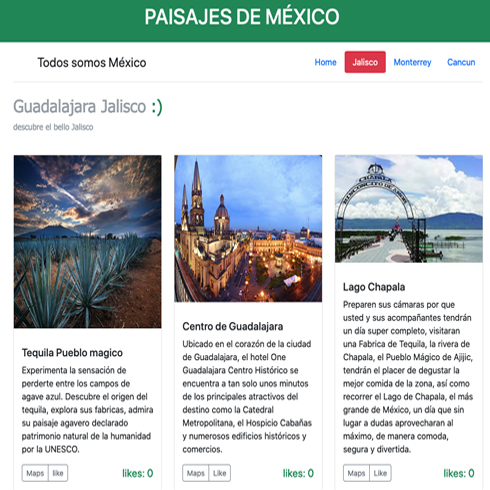 PAISAJES DE MÉXICO
Todos somos México
Home
Jalisco
Monterrey
Cancun
Guadalajara Jalisco :)
descubre el bello Jalisco
Tequila Pueblo magico
Experimenta la sensación de
perderte entre los campos de
agave azul. Descubre el origen del
tequila, explora sus fabricas, admira
su paisaje agavero declarado
patrimonio natural de la humanidad
por la UNESCO.
Maps
like
likes: 0
Centro de Guadalajara
Ubicado en el corazón de la ciudad
de Guadalajara, el hotel One
Guadalajara Centro Histórico se
encuentra a tan solo unos minutos
de los principales atractivos del
destino como la Catedral
Metropolitana, el Hospicio Cabañas
y numerosos edificios históricos y
comercios.
Maps
Like
likes: 0
CHAPALA
RINCONCITO DE AMOR
Lago Chapala
Preparen sus cámaras por que
usted y sus acompañantes tendrán
un día super completo, visitaran
una Fabrica de Tequila, la rivera de
Chapala, el Pueblo Mágico de Ajijic,
tendrán el placer de degustar la
mejor comida de la zona, así como
recorrer el Lago de Chapala, el más
grande de México, un día que sin
lugar a dudas aprovecharan al
máximo, de manera comoda,
segura y divertida.
Maps
Like
likes: 0